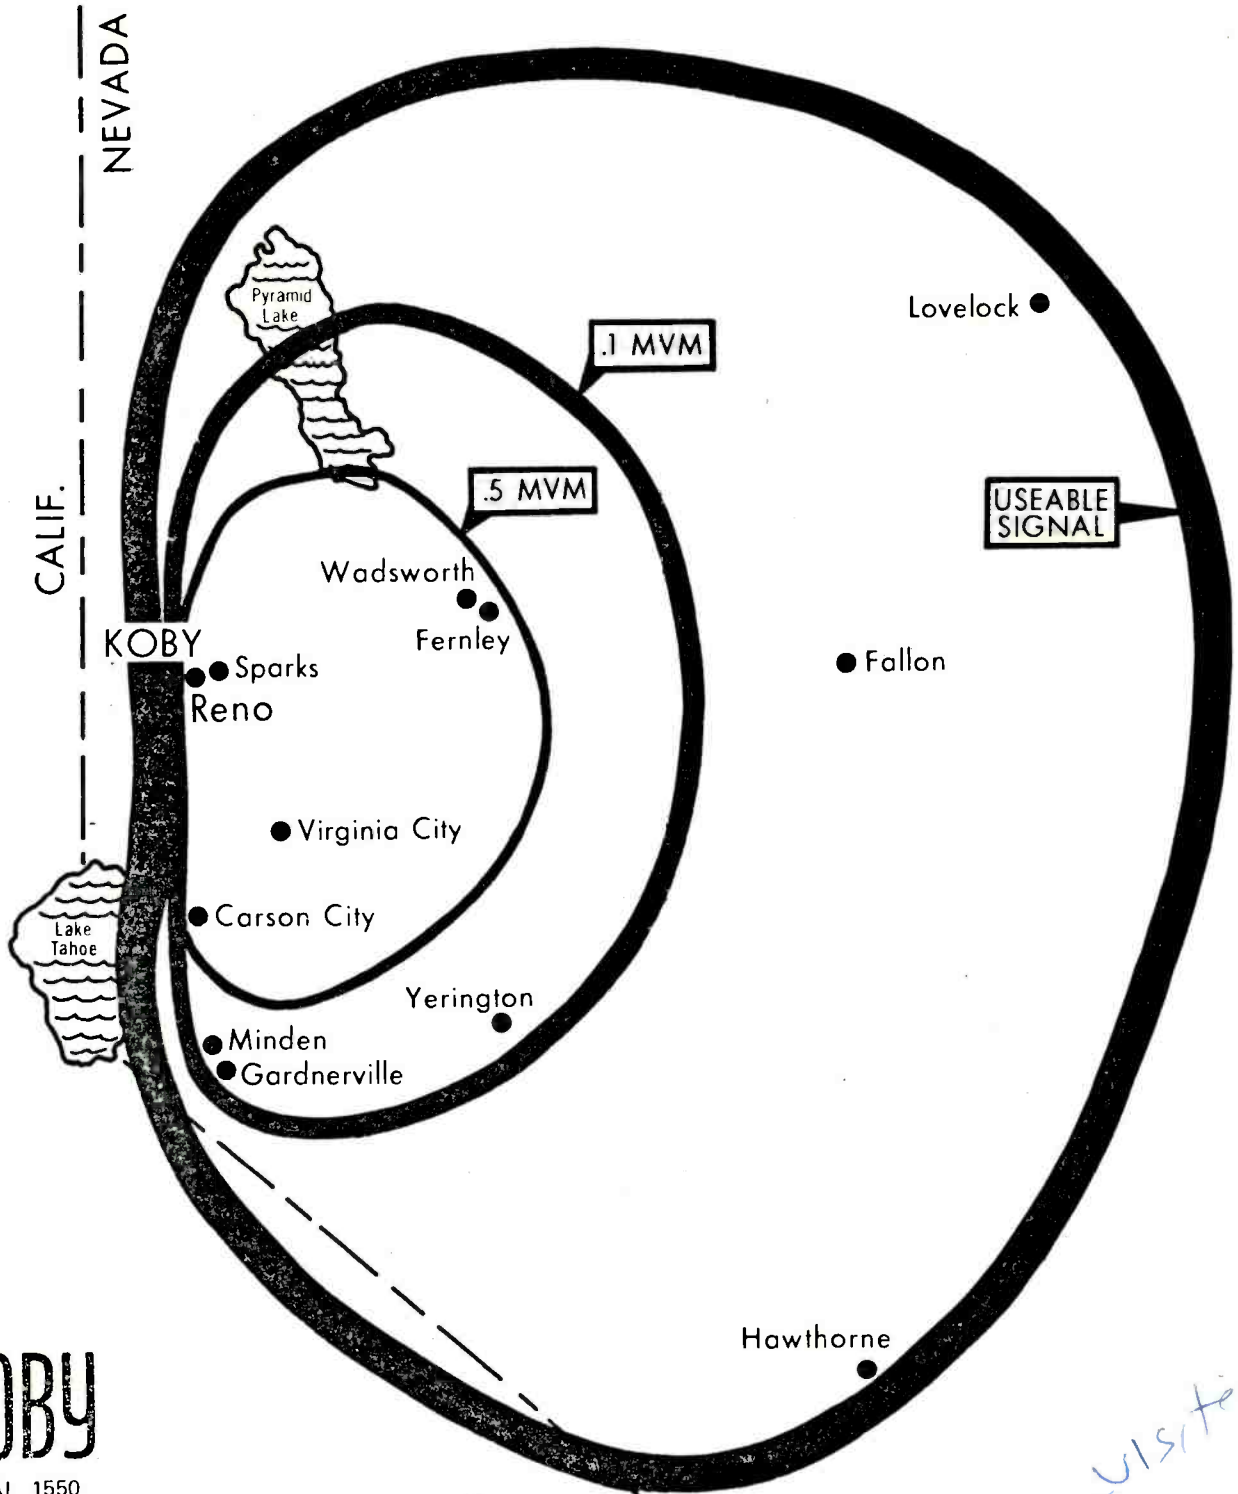 NEVADA
Pyramid
Lake
Lovelock
.1 MVM
.5 MVM
USEABLE
SIGNAL
CALIF.
Wadsworth
Fernley
KOBY
Sparks
Reno
Fallon
Virginia City
Carson City
Lake
Tahoe
Yerington
Minden
Gardnerville
Hawthorne
OBY
1550